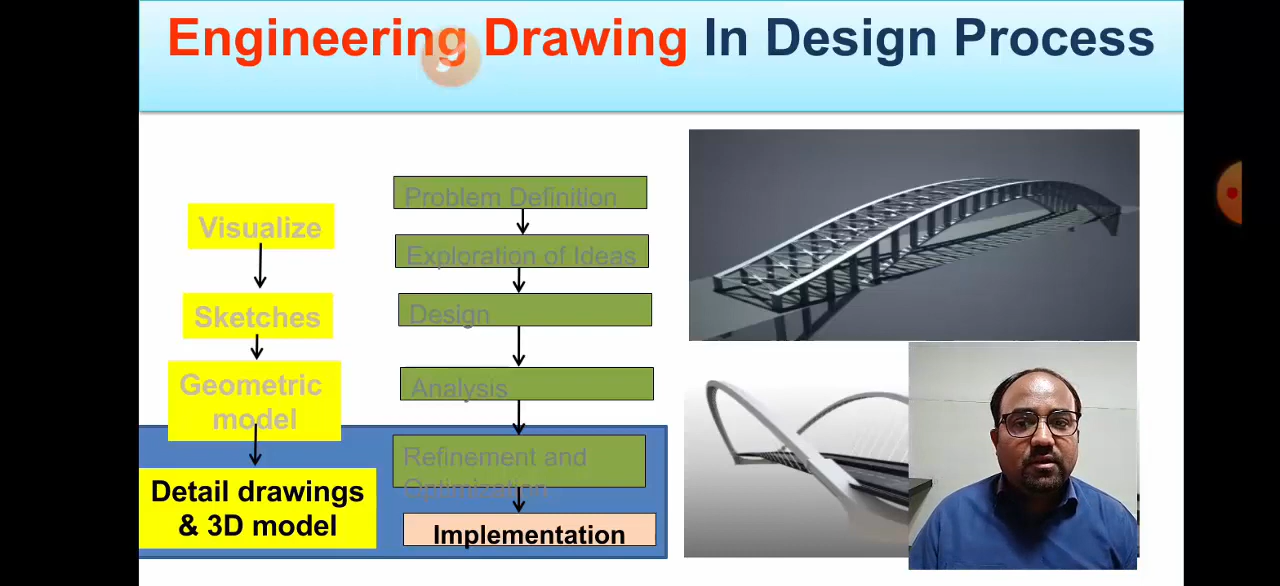 Engineering Drawing In Design Process
Visualize
Sketches
Geometric
model
Detail drawings
& 3D model
Problem Definition
Exploration of Ideas
Design
Analysis
Refinement and
Optimization
Implementation